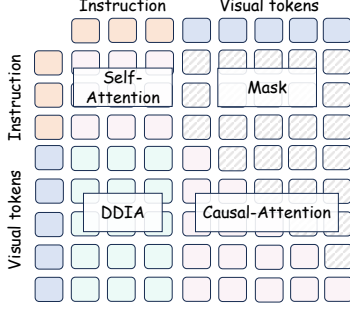 Instruction
Visual tokens
Instruction
Self-
Attention
Mask
Visual tokens
DDIA
Causal-Attention